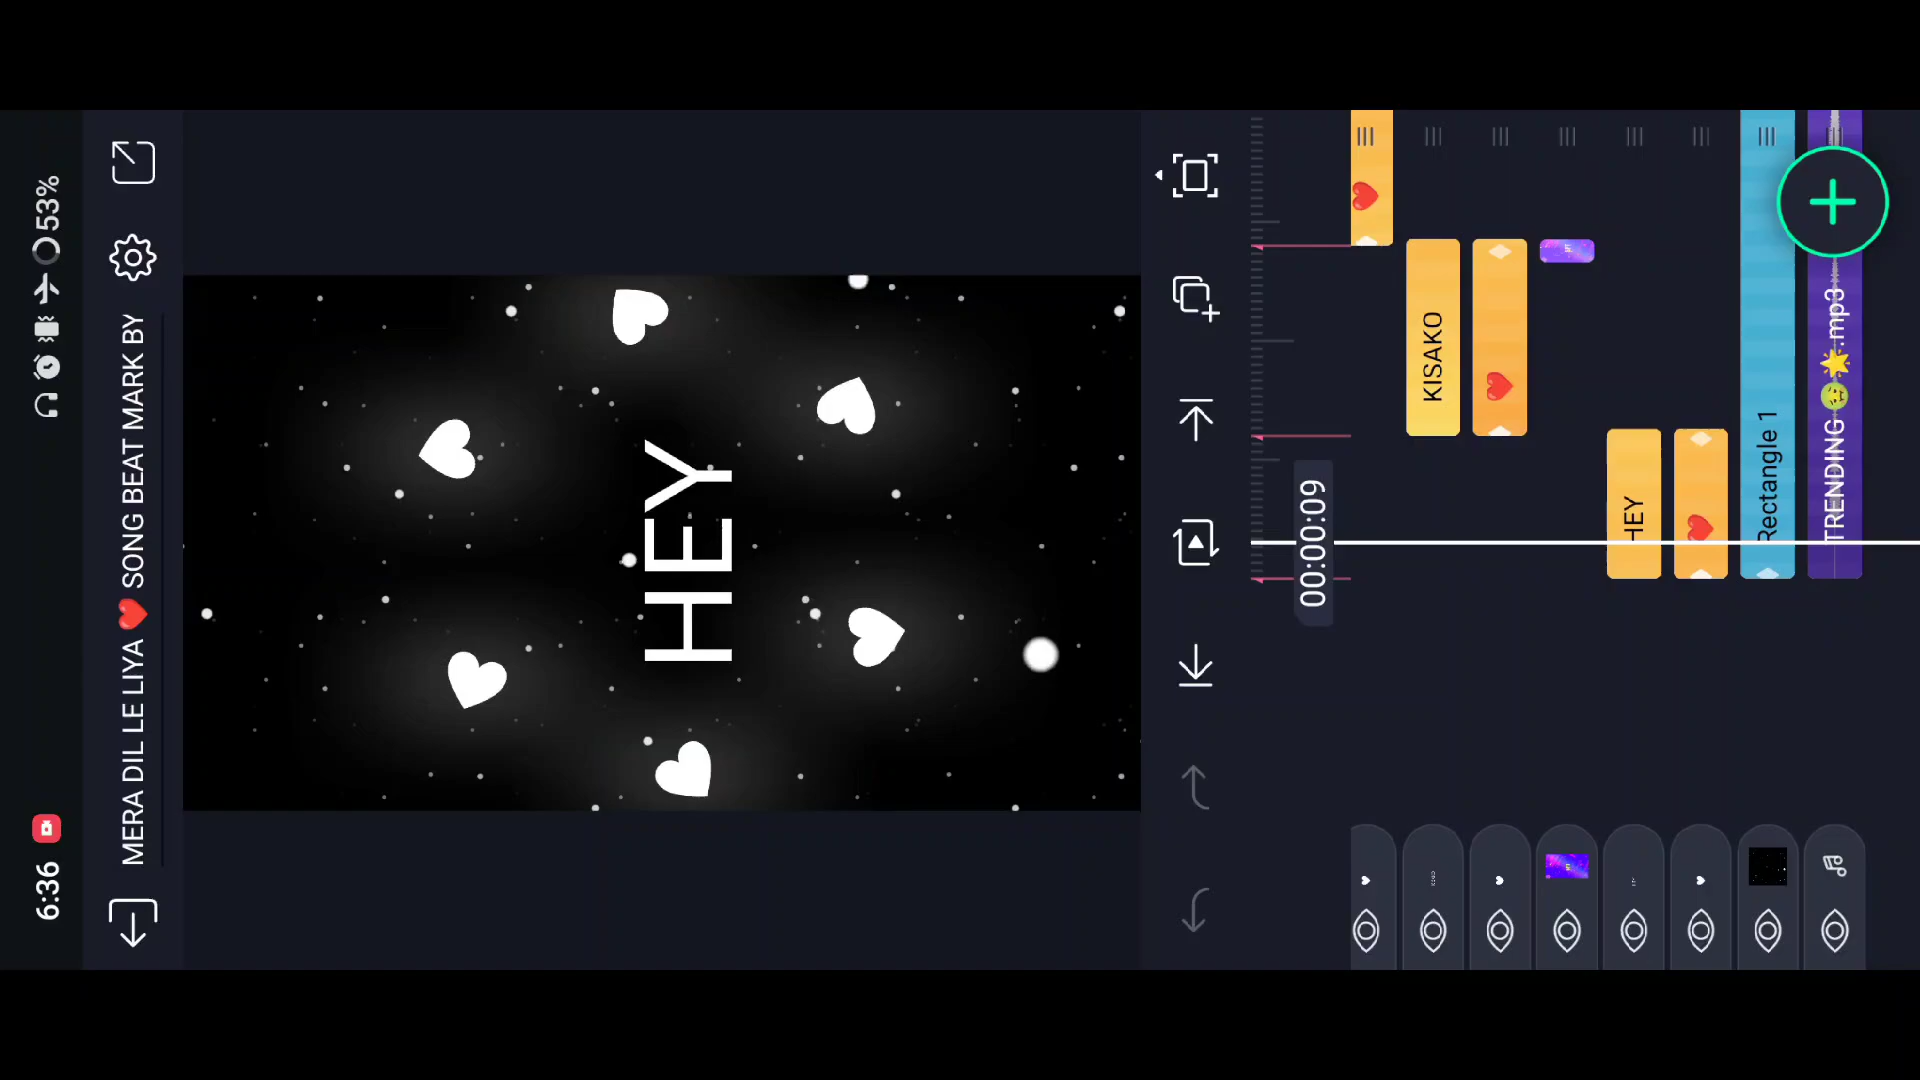 6:36
53%
MERA DIL LE LIYA ❤️ SONG BEAT MARK BY
HEY
00:00:09
❤️
KISAKO
❤️
HEY
❤️
Rectangle 1
TRENDING 🤢🌟.mp3